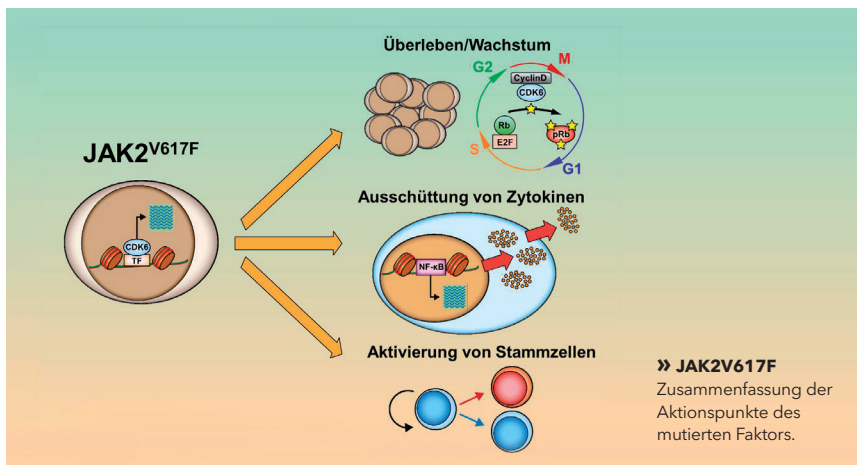 Überleben/Wachstum
G2
M
CyclinD
CDK6
Rb
E2F
pRb
S
G1
JAK2V617F
CDK6
TF
Ausschüttung von Zytokinen
NF-κB
Aktivierung von Stammzellen
» JAK2V617F
Zusammenfassung der
Aktionspunkte des
mutierten Faktors.